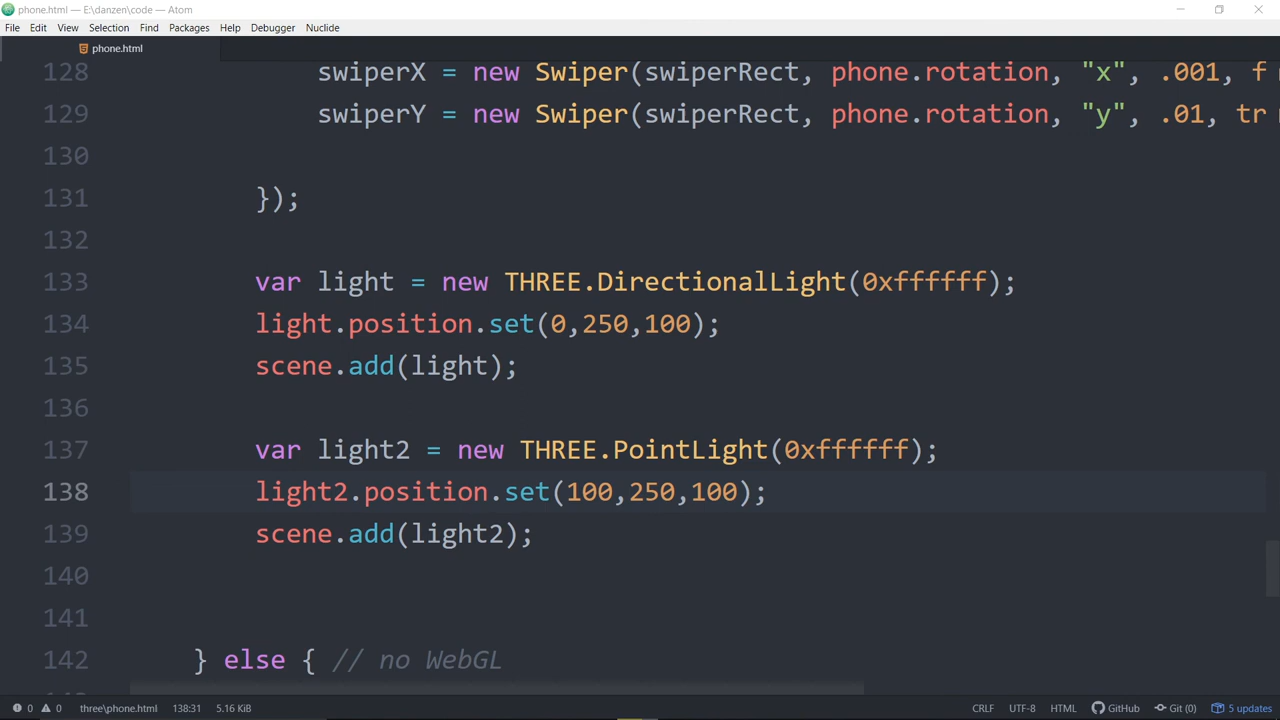 phone.html — E:\danzen\code — Atom
File Edit View Selection Find Packages Help Debugger Nuclide
phone.html
128 swiperX = new Swiper(swiperRect, phone.rotation, "x", .001, f
129 swiperY = new Swiper(swiperRect, phone.rotation, "y", .01, tr
130
131 });
132
133 var light = new THREE.DirectionalLight(0xffffff);
134 light.position.set(0,250,100);
135 scene.add(light);
136
137 var light2 = new THREE.PointLight(0xffffff);
138 light2.position.set(100,250,100);
139 scene.add(light2);
140
141
142 } else { // no WebGL
0 0 three\phone.html 138:31 5.16 KiB CRLF UTF-8 HTML GitHub Git (0) 5 updates